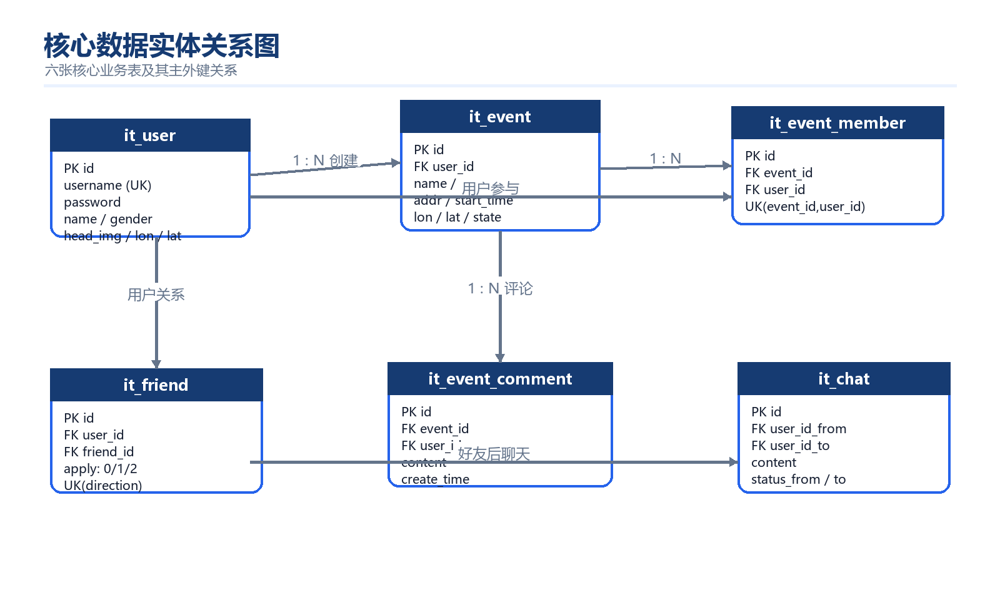 核心数据实体关系图
六张核心业务表及其主外键关系
it_user
PK id
username (UK)
password
name / gender
head_img / lon / lat
1 : N 创建
it_event
PK id
FK user_id
name /
用户参与
addr / start_time
lon / lat / state
1 : N
it_event_member
PK id
FK event_id
FK user_id
UK(event_id,user_id)
用户关系
1 : N 评论
it_friend
PK id
FK user_id
FK friend_id
apply: 0/1/2
UK(direction)
it_event_comment
PK id
FK event_id
FK user_i
好友后聊天
content
create_time
it_chat
PK id
FK user_id_from
FK user_id_to
content
status_from / to